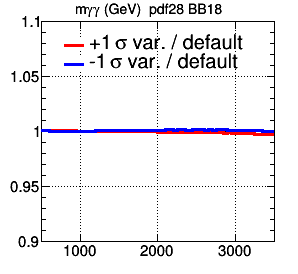 mγγ (GeV) pdf28 BB18
1.1
+1 σ var. / default
-1 σ var. / default
1.05
1
0.95
0.9
1000 2000 3000